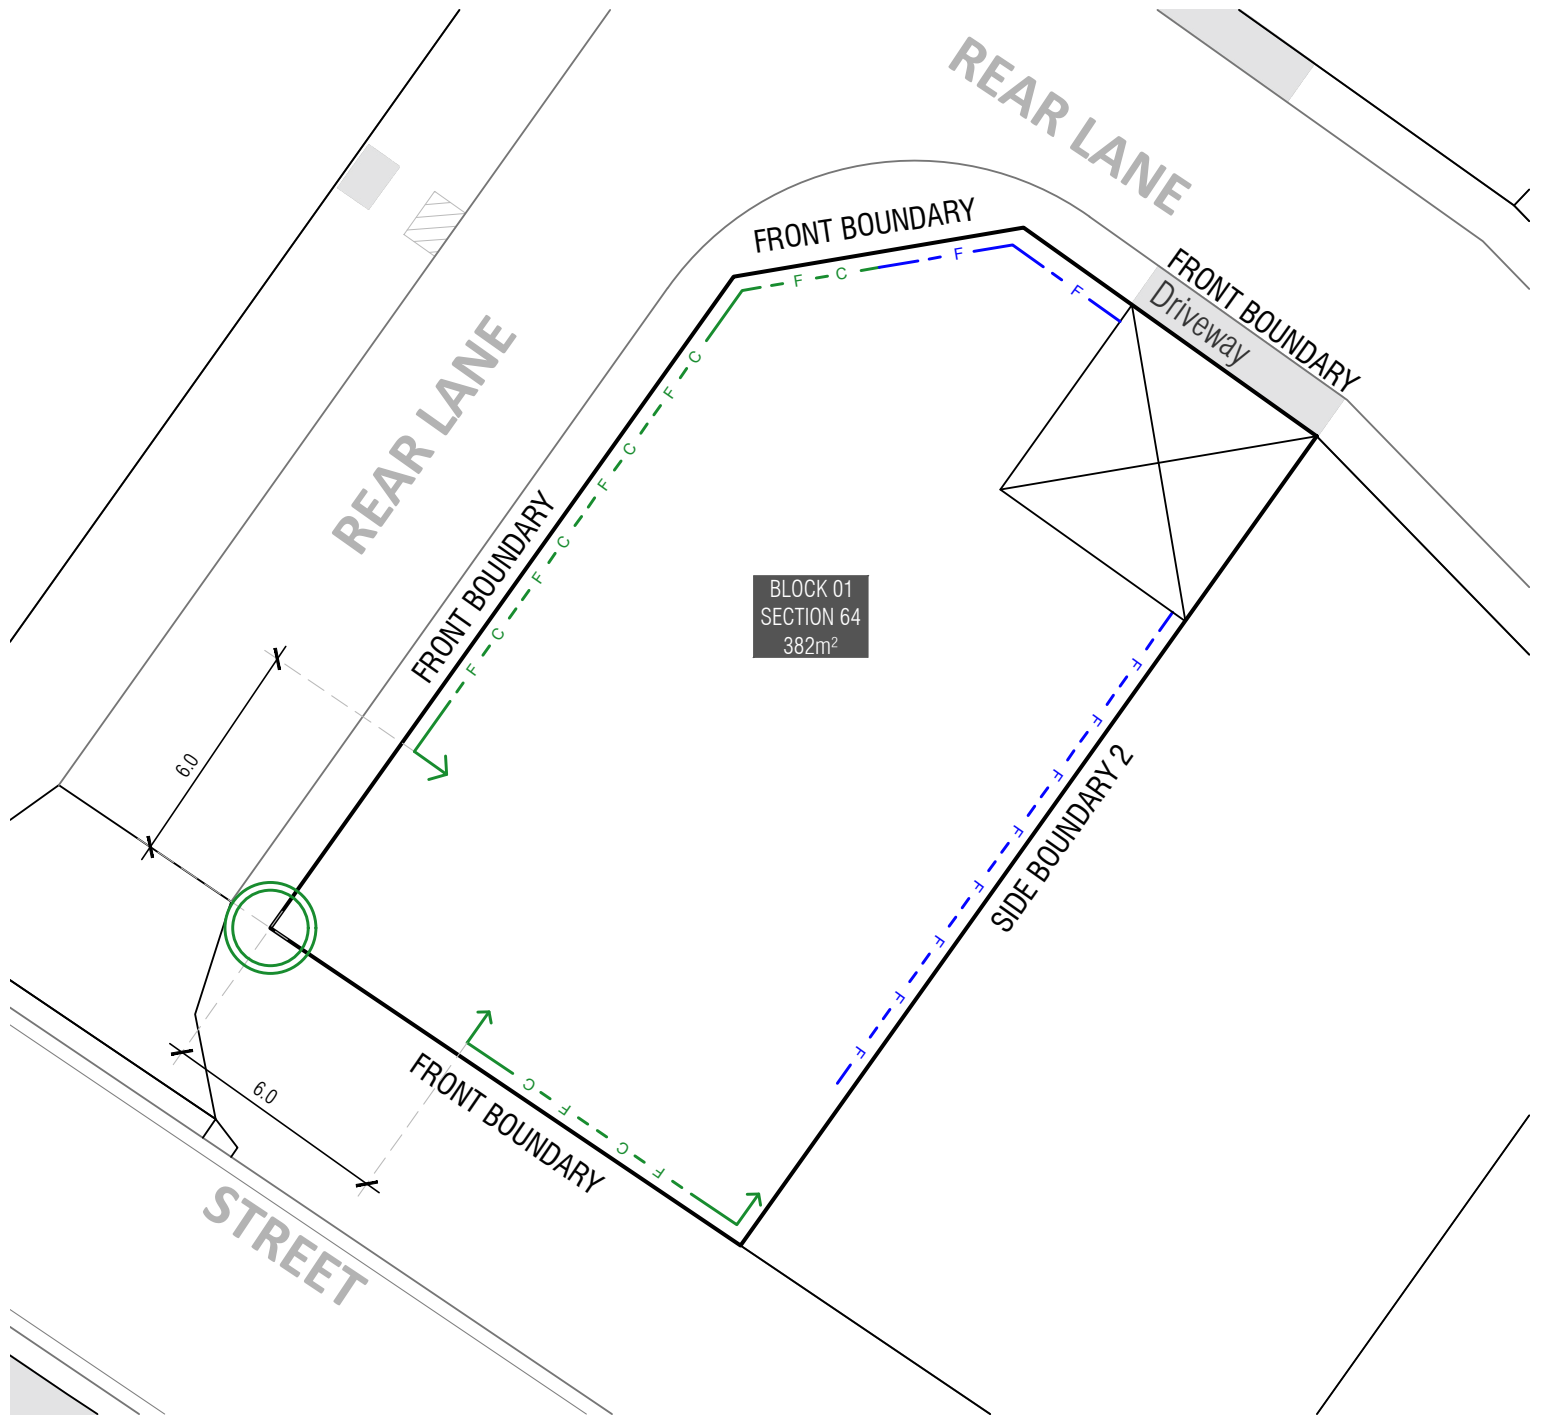 REAR LANE
FRONT BOUNDARY
F C F
F
FRONT BOUNDARY
Driveway
REAR LANE
C
F
C
F
C
F
C
F
FRONT BOUNDARY
BLOCK 01
SECTION 64
382m²
6.0
F
F
F
F
F
F
F
F
SIDE BOUNDARY 2
C F C F
FRONT BOUNDARY
6.0
STREET